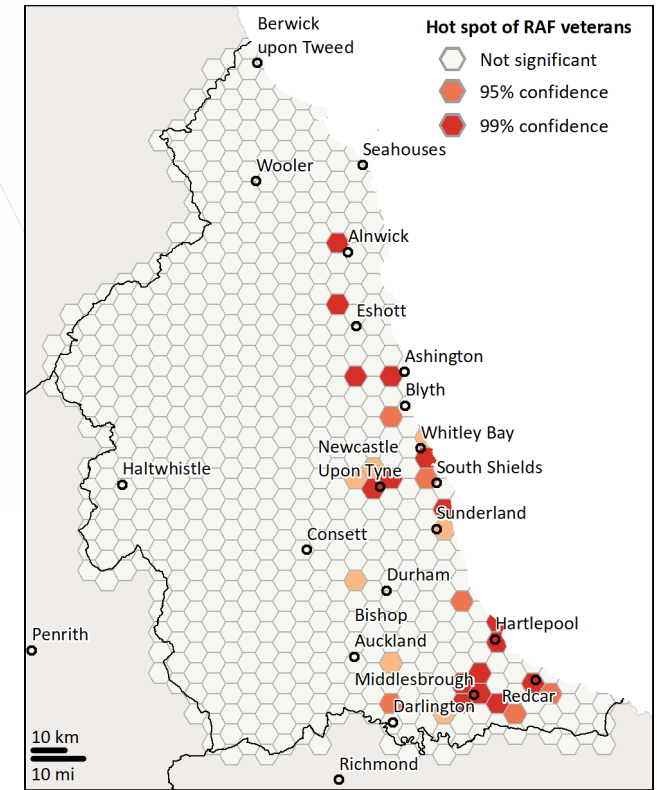 Berwick
upon Tweed
Hot spot of RAF veterans
Not significant
95% confidence
99% confidence
Seahouses
Wooler
Alnwick
Eshott
Ashington
Blyth
Whitley Bay
Newcastle
Upon Tyne
South Shields
Haltwhistle
Sunderland
Consett
Durham
Bishop
Auckland
Hartlepool
Penrith
Middlesbrough
Redcar
Darlington
10 km
10 mi
Richmond